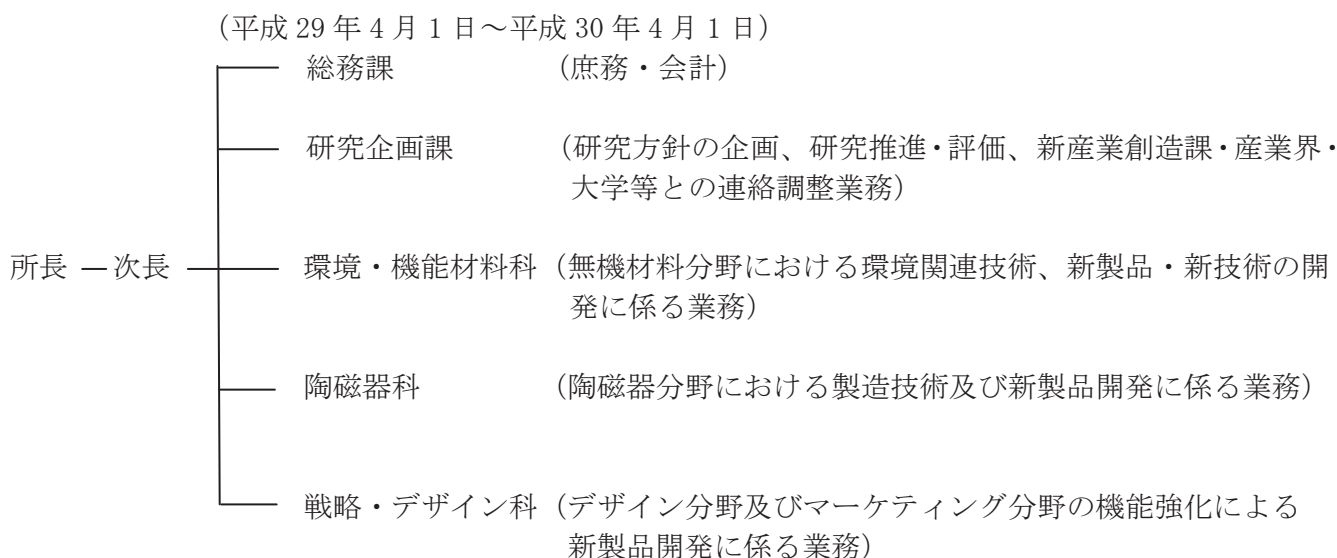 (平成 29 年 4 月 1 日~平成 30 年 4 月 1 日)
総務課 (庶務・会計)
研究企画課 (研究方針の企画、研究推進・評価、新産業創造課・産業界・
大学等との連絡調整業務)
所長 ― 次長 環境・機能材料科 (無機材料分野における環境関連技術、新製品・新技術の開
発に係る業務)
陶磁器科 (陶磁器分野における製造技術及び新製品開発に係る業務)
戦略・デザイン科 (デザイン分野及びマーケティング分野の機能強化による
新製品開発に係る業務)